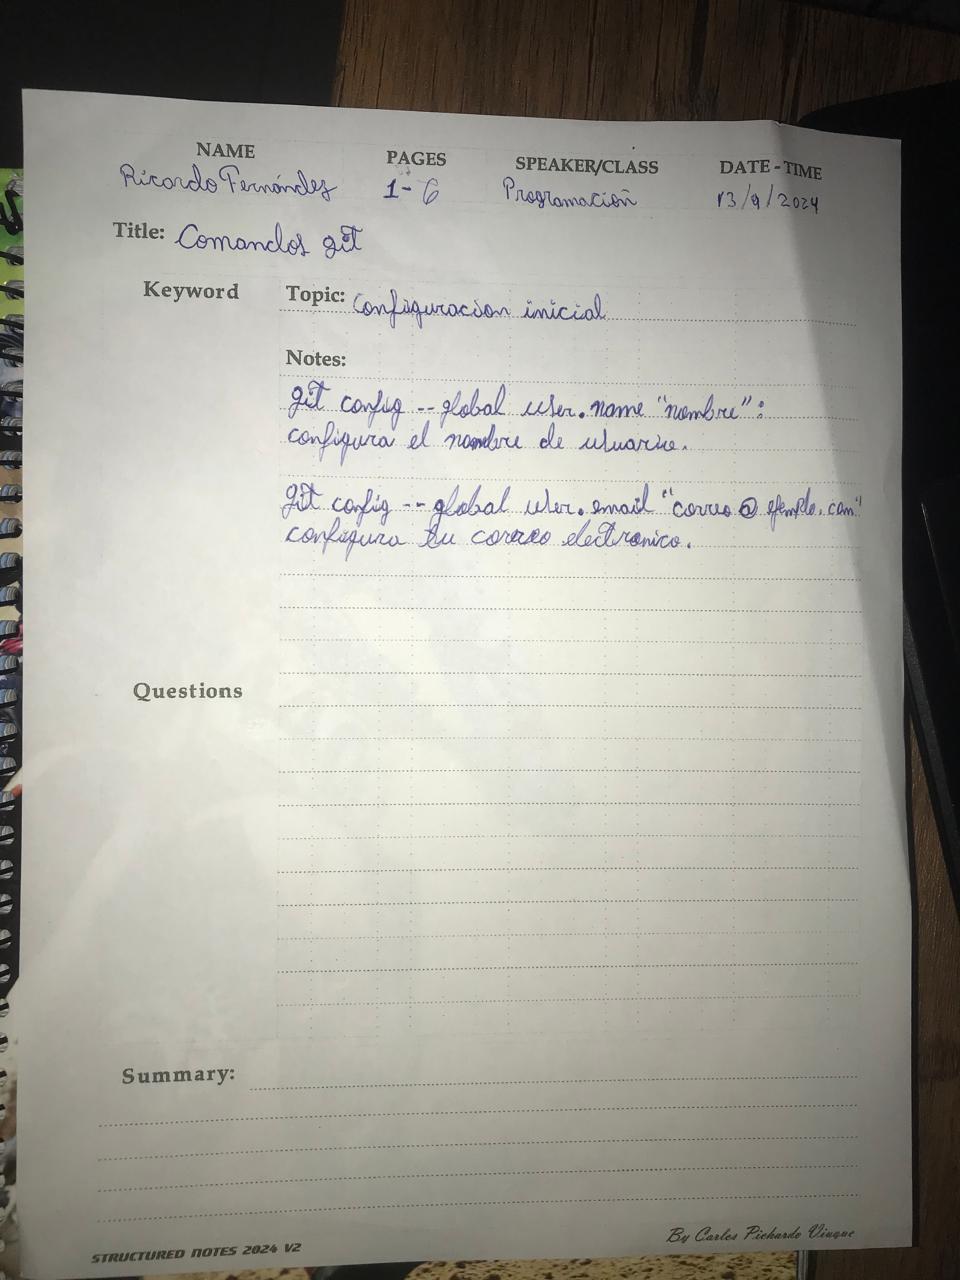 NAME PAGES SPEAKER/CLASS DATE - TIME
Ricardo Fernández 1-6 Programación 13/9/2024
Title: Comandos git
Keyword Topic: Configuracion inicial
Notes:
git config --global user.name "nombre":
configura el nombre de usuario.
git config --global user.email "correo@ejemplo.com"
configura tu correo electronico.
Questions
Summary:
STRUCTURED NOTES 2024 V2 By Carlos Pichardo Viuque